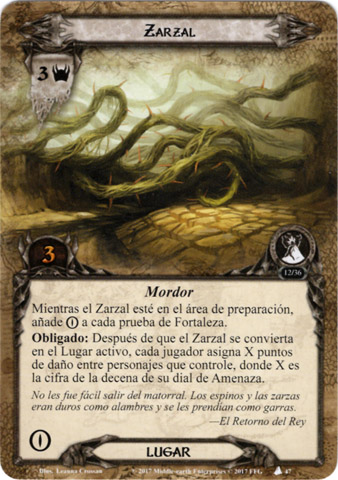 ZARZAL
3
3
12/36
Mordor
Mientras el Zarzal esté en el área de preparación,
añade a cada prueba de Fortaleza.
Obligado: Después de que el Zarzal se convierta
en el Lugar activo, cada jugador asigna X puntos
de daño entre personajes que controle, donde X es
la cifra de la decena de su dial de Amenaza.
No les fue fácil salir del matorral. Los espinos y las zarzas
eran duros como alambres y se les prendían como garras.
—El Retorno del Rey
LUGAR
Ilus. Leanna Crossan © 2017 Middle-earth Enterprises © 2017 FFG 47